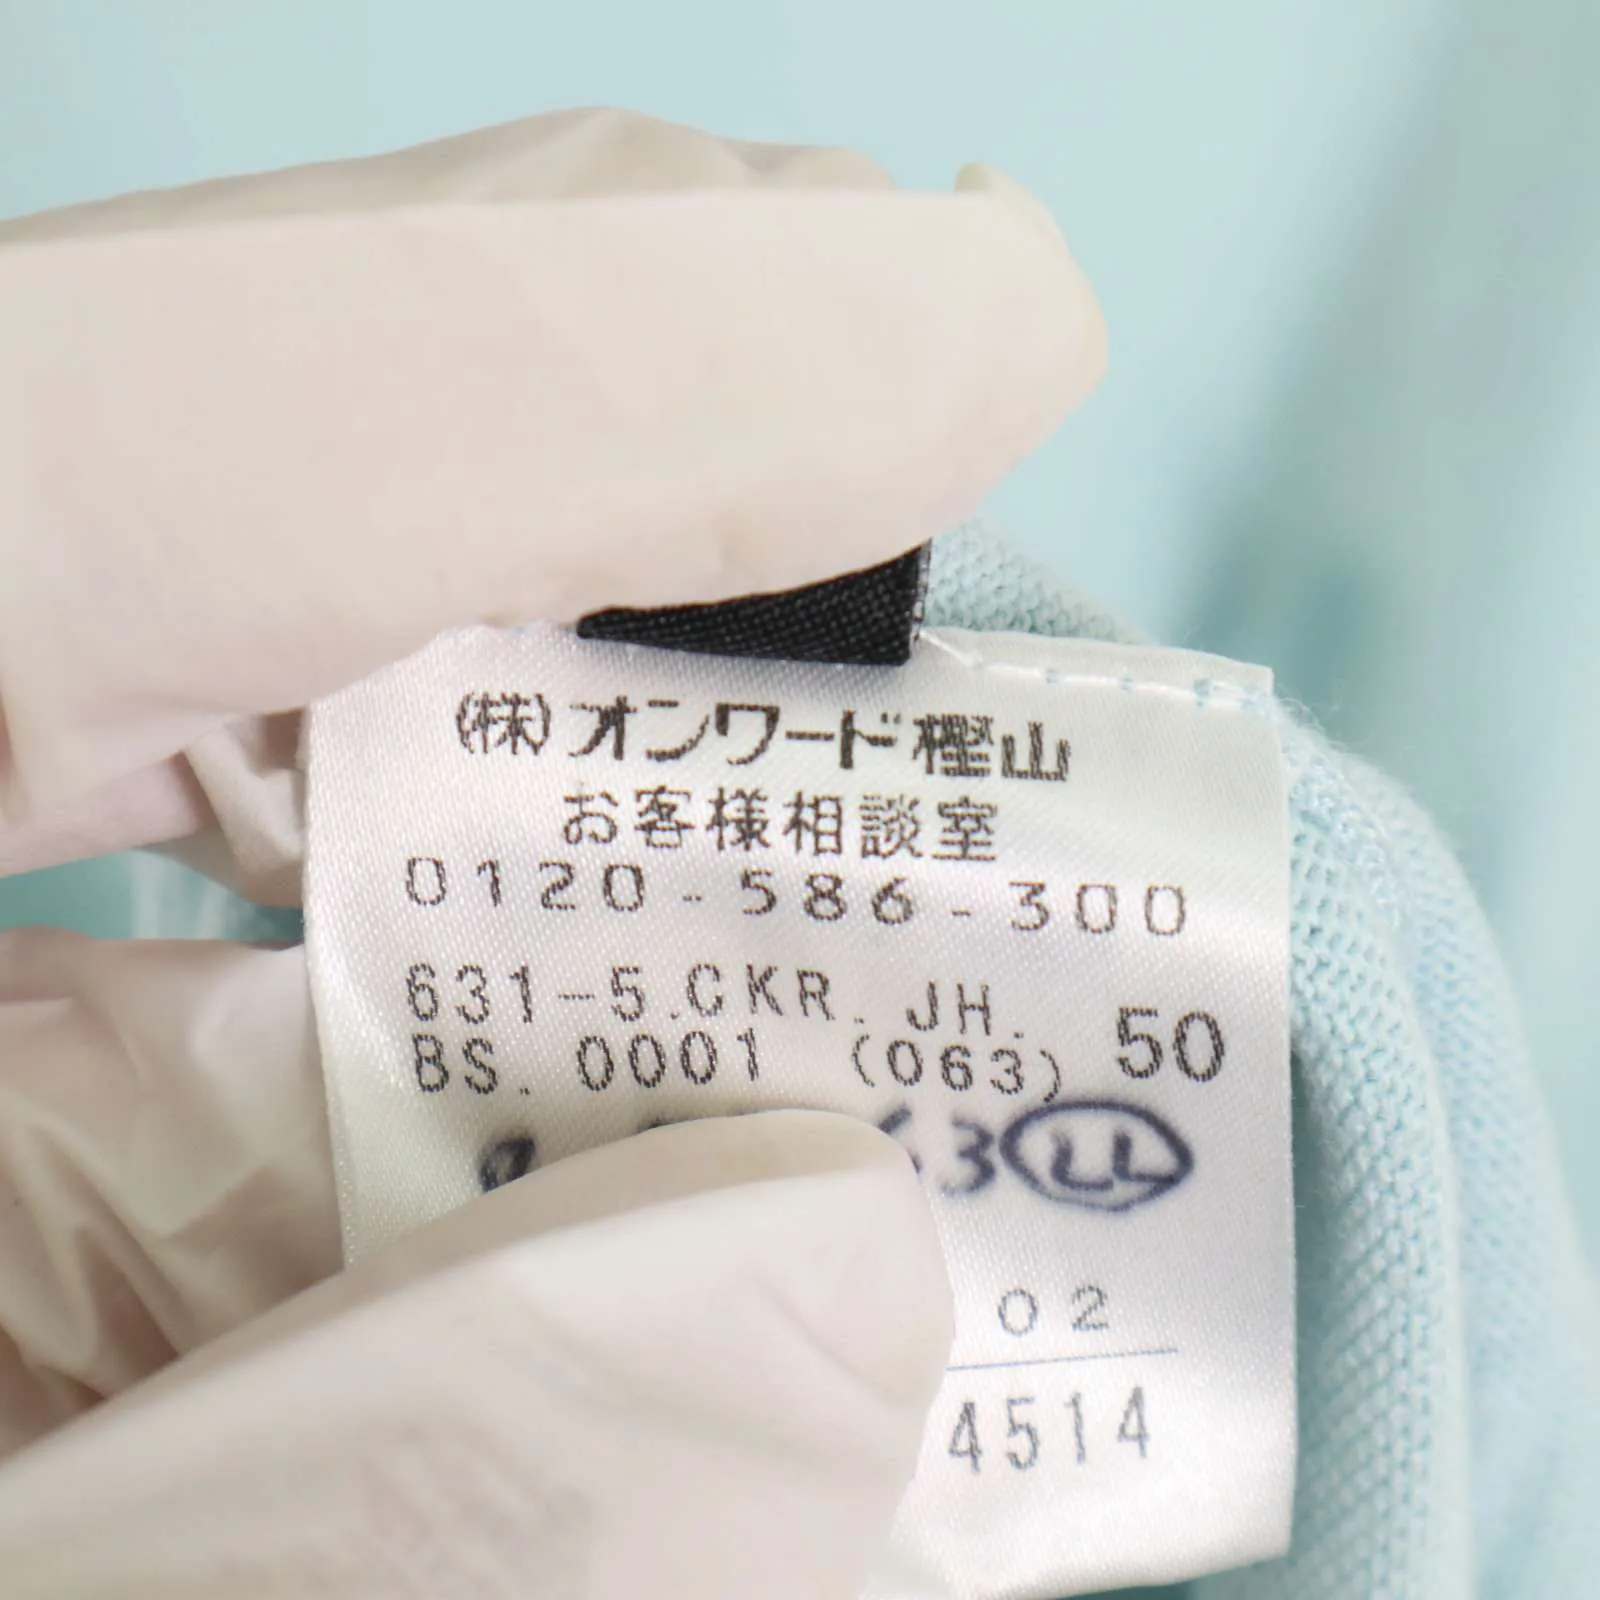 (株)オンワード樫山
お客様相談室
0120-586-300
631-5.CKR.JH. 50
BS.0001 (063)
63 LL
02
4514